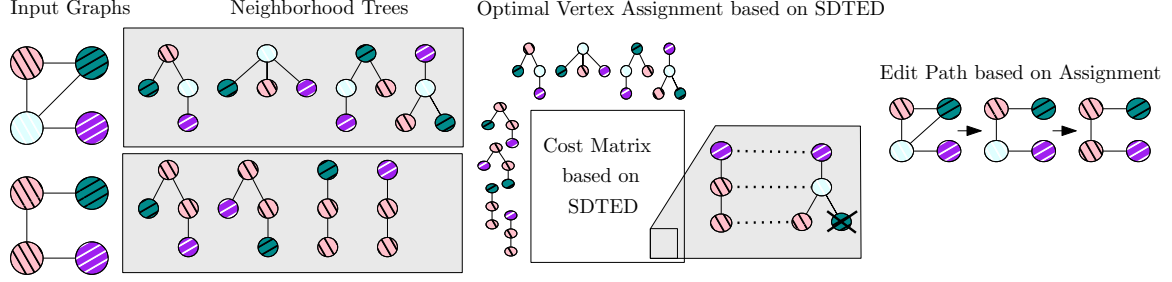 Input Graphs
Neighborhood Trees
Optimal Vertex Assignment based on SDTED
Edit Path based on Assignment
Cost Matrix
based on
SDTED